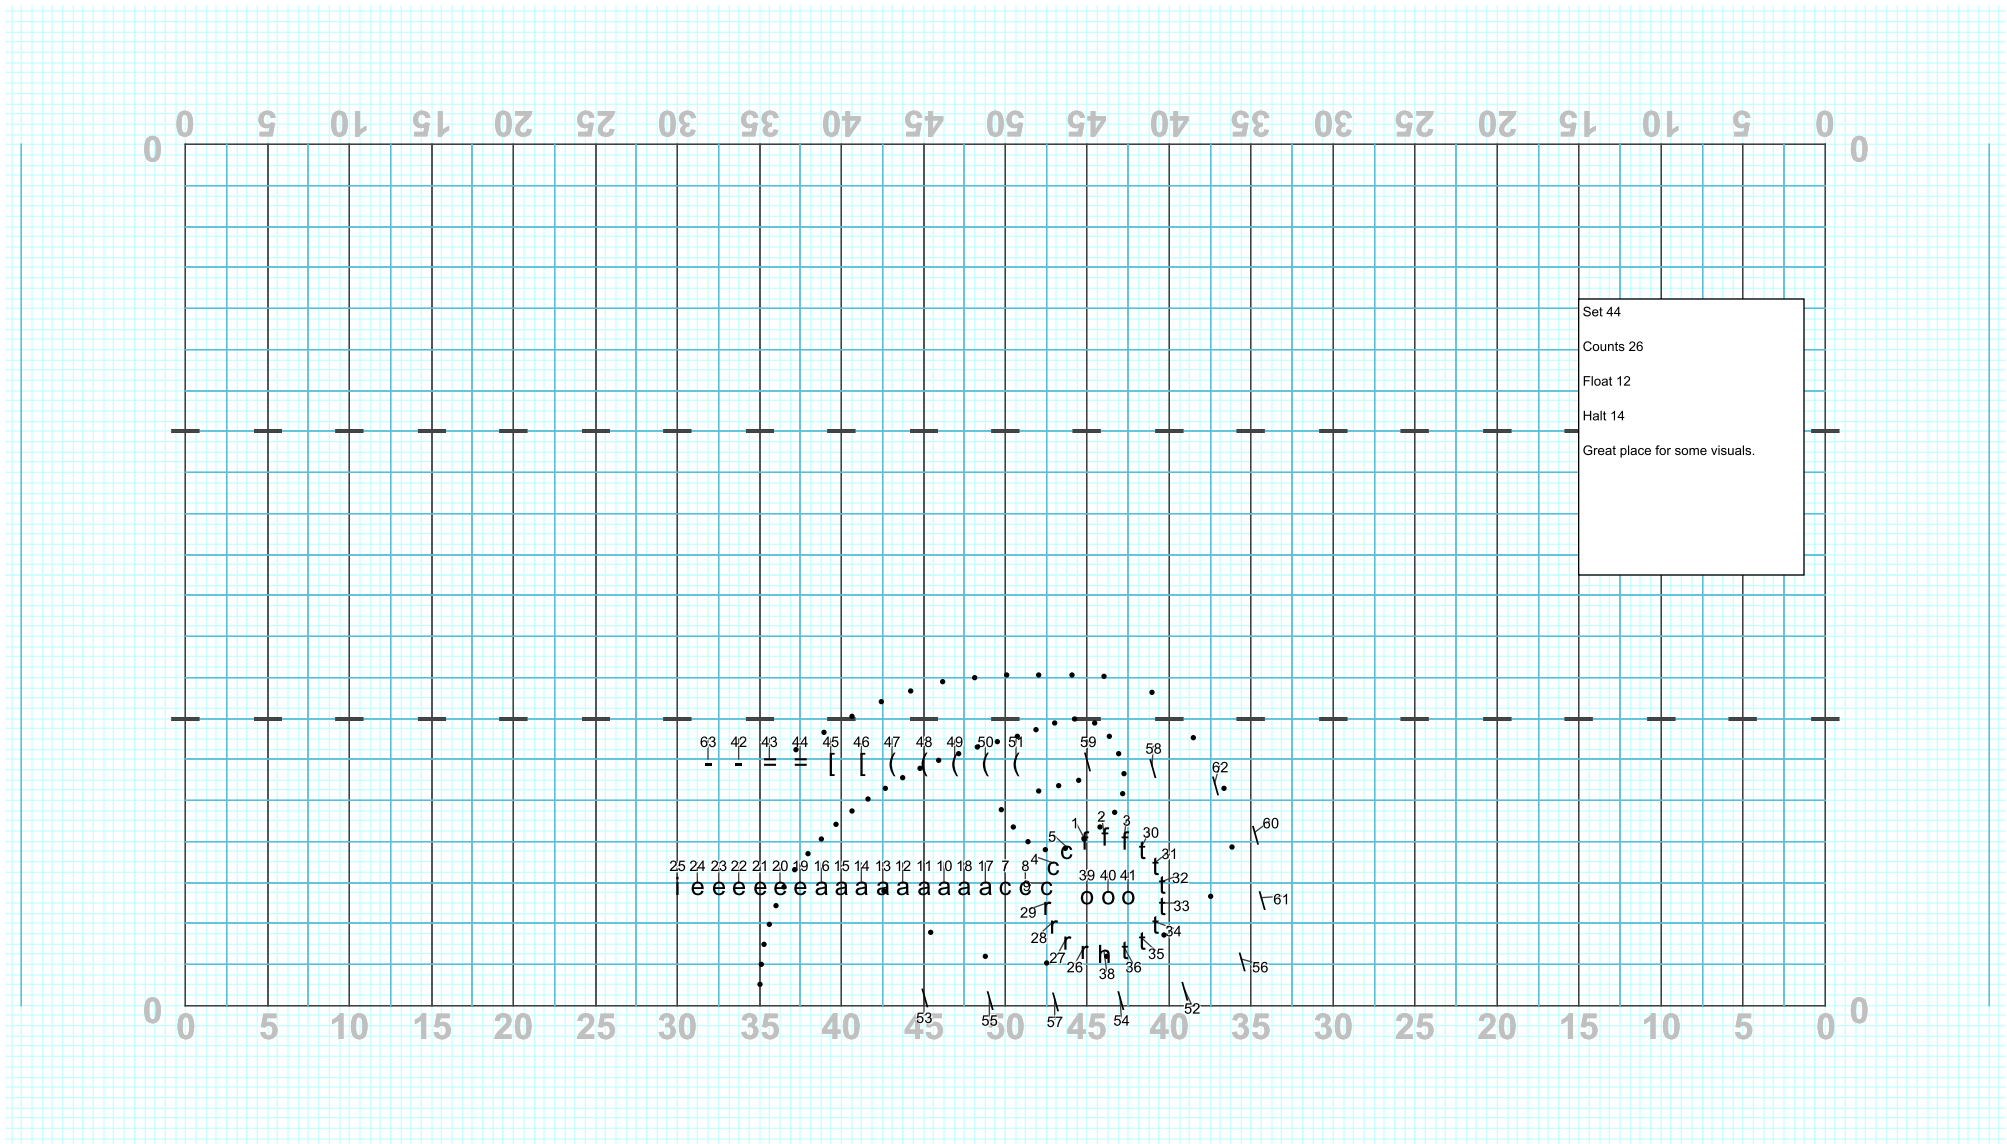 0 5 10 15 20 25 30 35 40 45 50 45 40 35 30 25 20 15 10 5 0
0 0
Set 44
Counts 26
Float 12
Halt 14
Great place for some visuals.
63 42 43 44 45 46 47 48 49 50 51 59 58
- - = = [ [ ( ( ( ( ( \ \
62
\
60
\
1 2 3 30
5 f f f t
4 c c t 31
25 24 23 22 21 20 19 16 15 14 13 12 11 10 18 17 7 8 39 40 41 t 32
i e e e e e e a a a a a a a a a c c c 9 o o o
29 r t 33 \ 61
28 r t 34
27 r 26 r h 38 t 36 t 35 \ 56
\ \ \ \ \
53 55 57 54 52
0 0
0 5 10 15 20 25 30 35 40 45 50 45 40 35 30 25 20 15 10 5 0